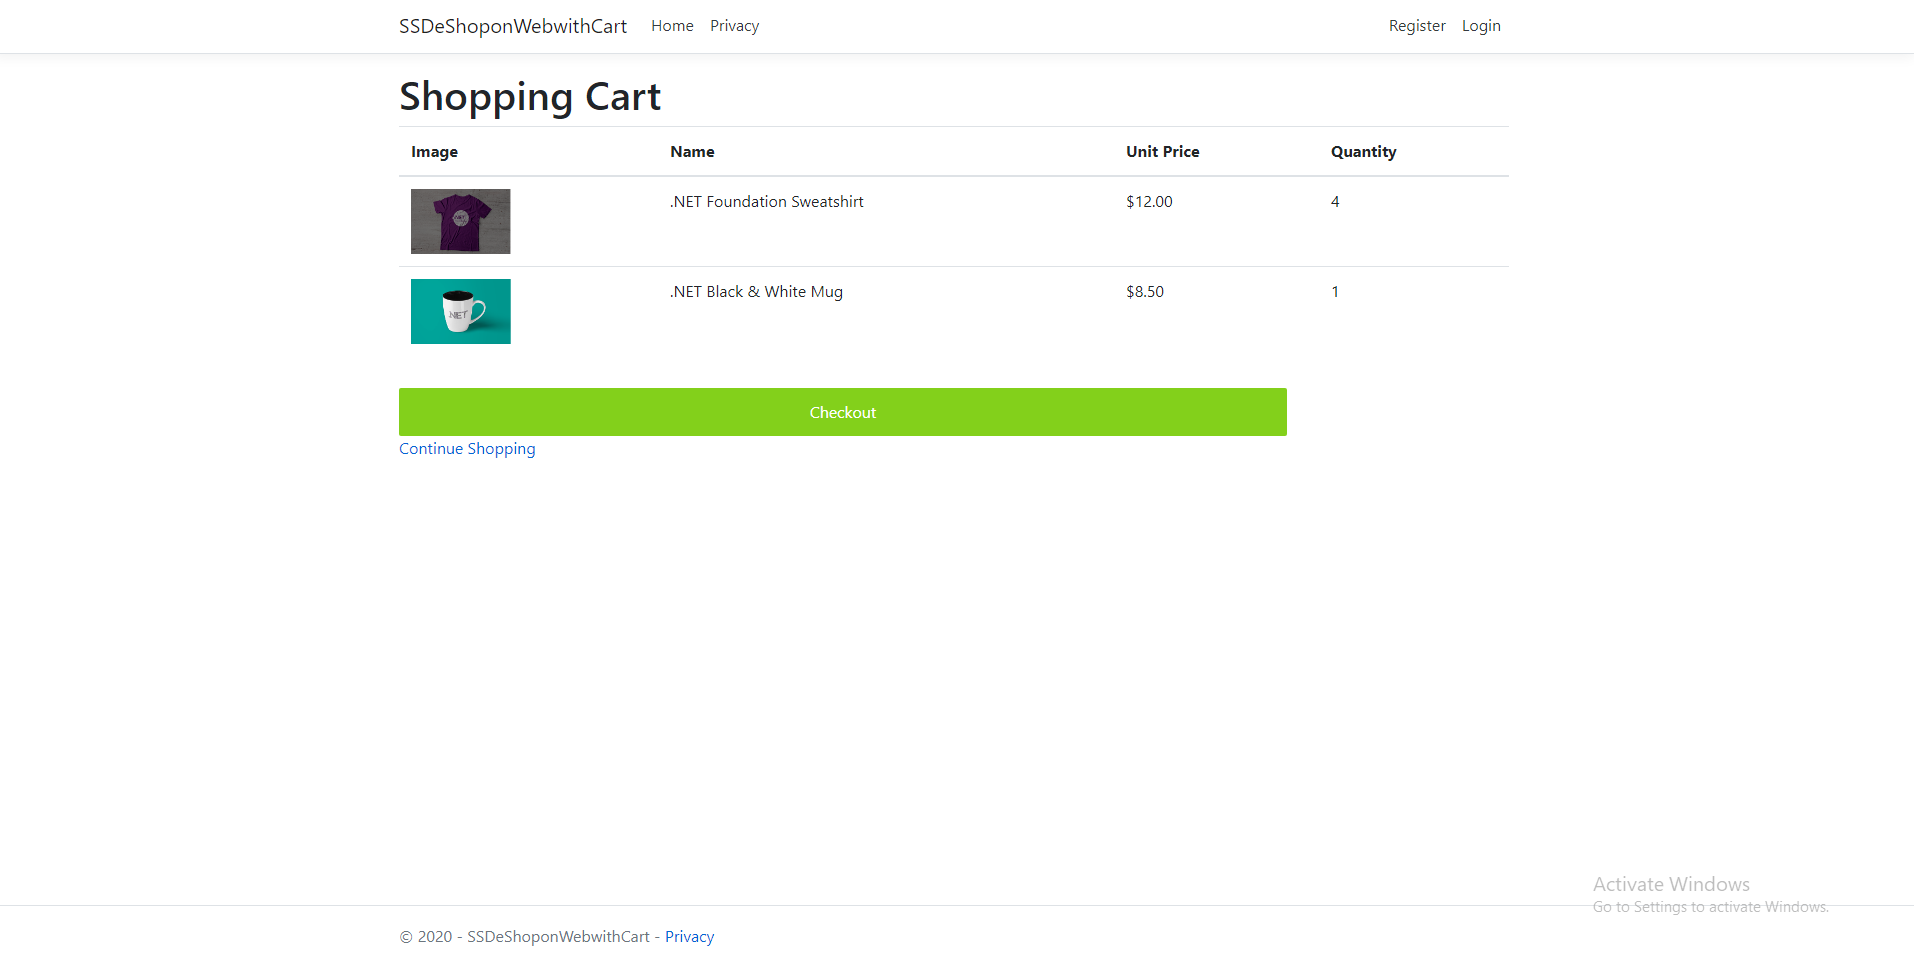 SSDeShoponWebwithCart Home Privacy Register Login
Shopping Cart
Image Name Unit Price Quantity
.NET Foundation Sweatshirt $12.00 4
.NET Black & White Mug $8.50 1
.NET
Checkout
Continue Shopping
Activate Windows
Go to Settings to activate Windows.
© 2020 - SSDeShoponWebwithCart - Privacy